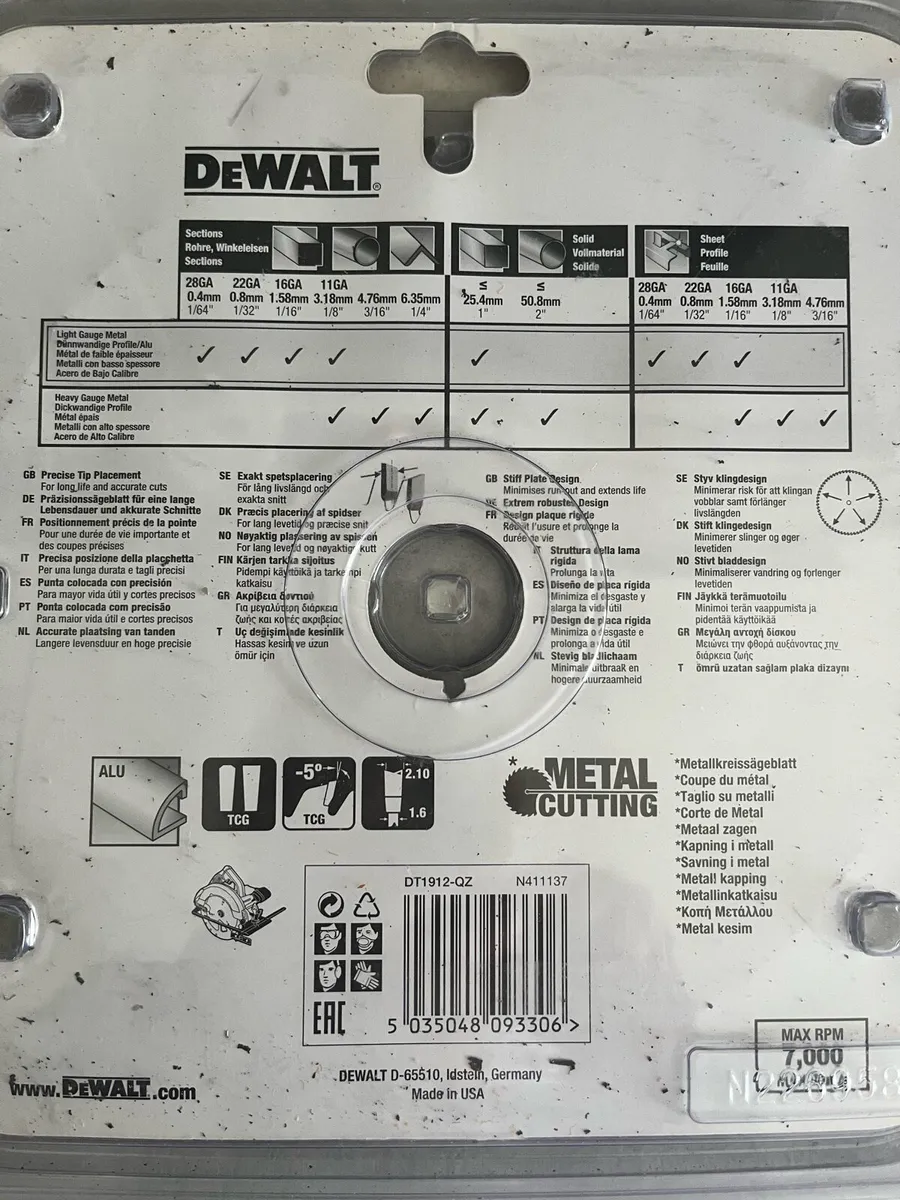 DEWALT®
Sections
Rohre, Winkeleisen
Sections
Solid
Vollmaterial
Solide
Sheet
Profile
Feuille
28GA 22GA 16GA 11GA
0.4mm 0.8mm 1.58mm 3.18mm 4.76mm 6.35mm
1/64" 1/32" 1/16" 1/8" 3/16" 1/4"
≤ ≤
25.4mm 50.8mm
1" 2"
28GA 22GA 16GA 11GA
0.4mm 0.8mm 1.58mm 3.18mm 4.76mm
1/64" 1/32" 1/16" 1/8" 3/16"
Light Gauge Metal
Dünnwandige Profile/Alu
Métal de faible épaisseur
Metalli con basso spessore
Acero de Bajo Calibre
✓ ✓ ✓ ✓ ✓ ✓ ✓ ✓
Heavy Gauge Metal
Dickwandige Profile
Métal épais
Metalli con alto spessore
Acero de Alto Calibre
✓ ✓ ✓ ✓ ✓ ✓ ✓ ✓
GB Precise Tip Placement
For long life and accurate cuts
DE Präzisionssägeblatt für eine lange
Lebensdauer und akkurate Schnitte
FR Positionnement précis de la pointe
Pour une durée de vie importante et
des coupes précises
IT Precisa posizione della placchetta
Per una lunga durata e tagli precisi
ES Punta colocada con precisión
Para mayor vida útil y cortes precisos
PT Ponta colocada com precisão
Para maior vida útil e cortes precisos
NL Accurate plaatsing van tanden
Langere levensduur en hoge precisie
SE Exakt spetsplacering
För lång livslängd och
exakta snitt
DK Præcis placering af spidser
For lang levetid og præcise snit
NO Nøyaktig plassering av spissen
For lang levetid og nøyaktig kutt
FIN Kärjen tarkka sijoitus
Pidempi käyttöikä ja tarkempi
katkaisu
GR Ακρίβεια δοντιού
Για μεγαλύτερη διάρκεια
ζωής και κοπές ακριβείας
T Uç değişimade kesinlik
Hassas kesim ve uzun
ömür için
GB Stiff Plate Design
Minimises run out and extends life
DE Extrem robustes Design
FR Design plaque rigide
Réduit l'usure et prolonge la
durée de vie
IT Struttura della lama
rigida
Prolunga la vita
ES Diseño de placa rígida
Minimiza el desgaste y
alarga la vida útil
PT Design de placa rígida
Minimiza o desgaste e
prolonga a vida útil
NL Stevig bladlichaam
Minimale uitbraak en
hogere duurzaamheid
SE Styv klingdesign
Minimerar risk för att klingan
vobblar samt förlänger
livslängden
DK Stift klingedesign
Minimerer slinger og øger
levetiden
NO Stivt bladdesign
Minimaliserer vandring og forlenger
levetiden
FIN Jäykkä terämuotoilu
Minimoi terän vaappumista ja
pidentää käyttöikää
GR Μεγάλη αντοχή δίσκου
Μειώνει την φθορά αυξάνοντας την
διάρκεια ζωής
T ömrü uzatan sağlam plaka dizaynı
ALU
TCG
-5°
TCG
2.10
1.6
*METAL
CUTTING
*Metallkreissägeblatt
*Coupe du métal
*Taglio su metalli
*Corte de Metal
*Metaal zagen
*Kapning i metall
*Savning i metal
*Metall kapping
*Metallinkatkaisu
*Κοπή Μετάλλου
*Metal kesim
DT1912-QZ N411137
EAC
5 035048 093306 >
MAX RPM
7,000
www.DEWALT.com
DEWALT D-65510, Idstein, Germany
Made in USA